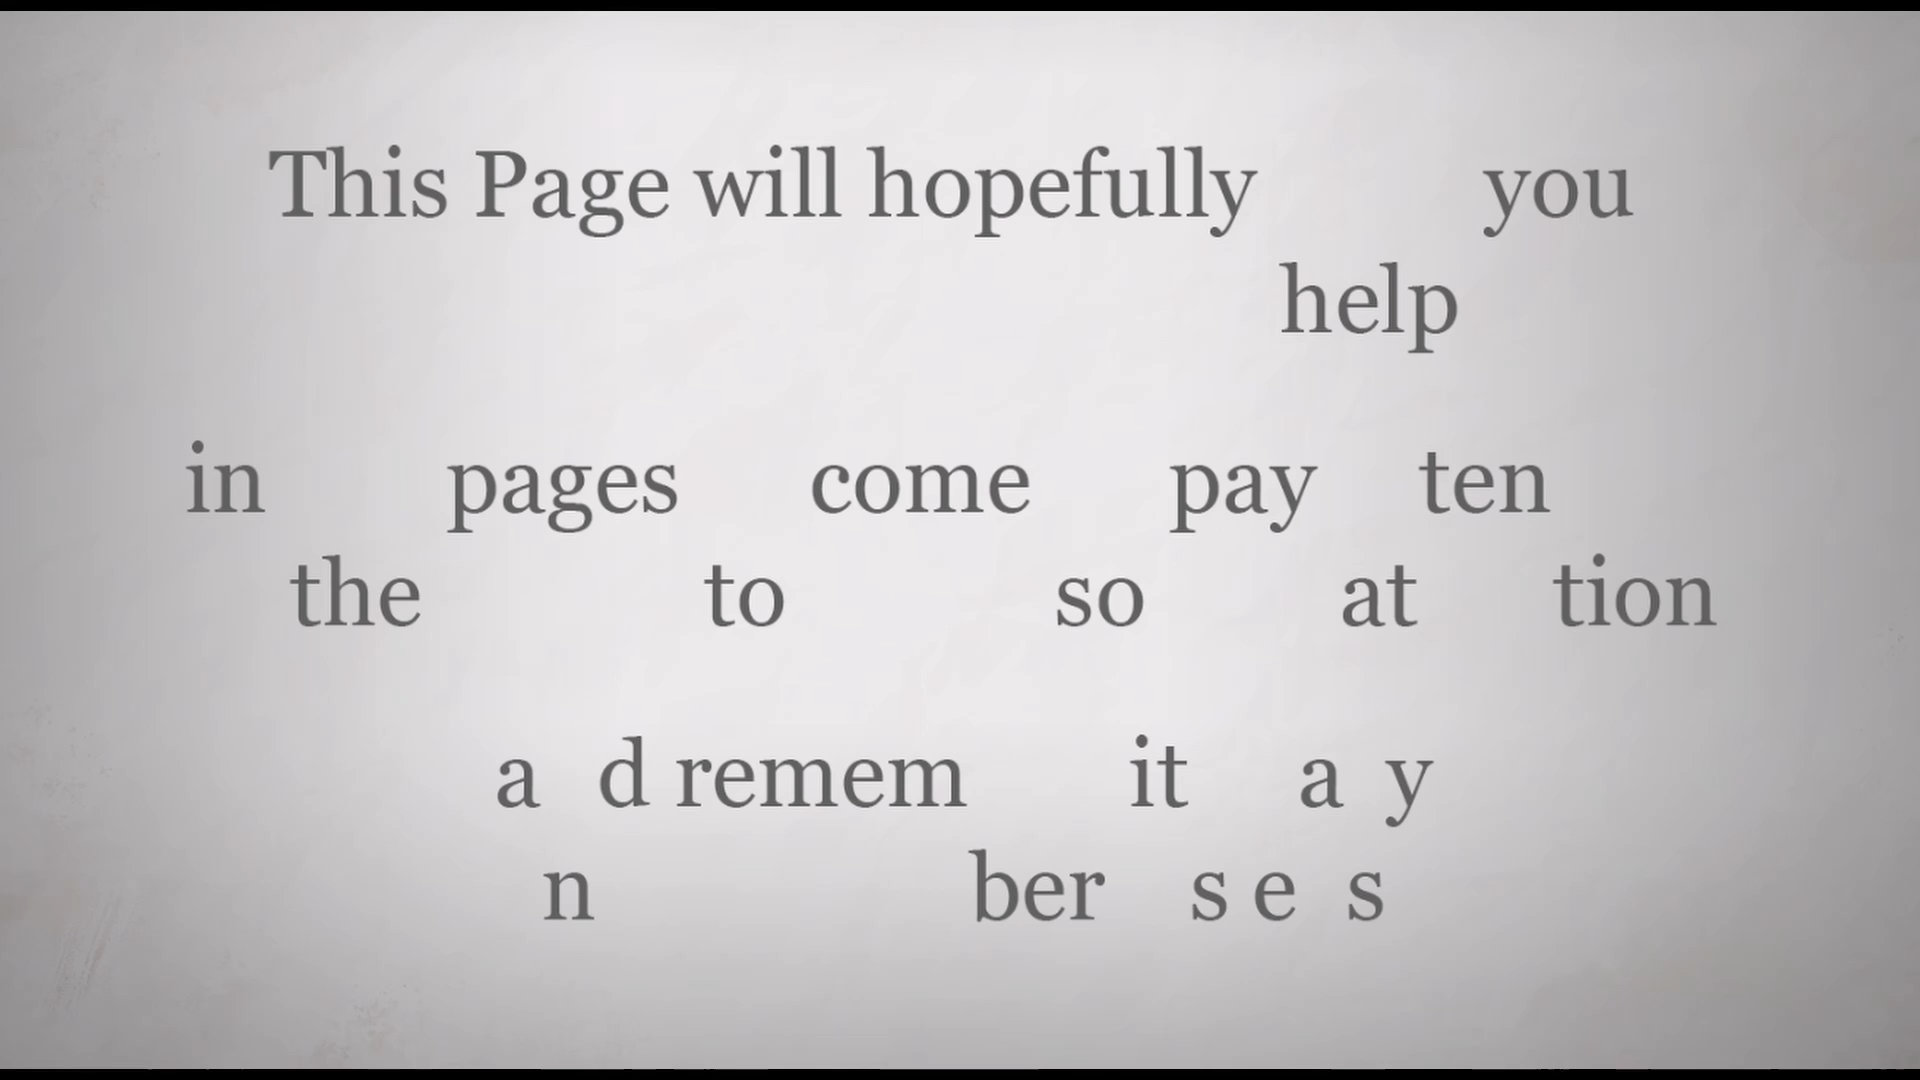 This Page will hopefully you
help
in pages come pay ten
the to so at tion
a d remem it a y
n ber s e s